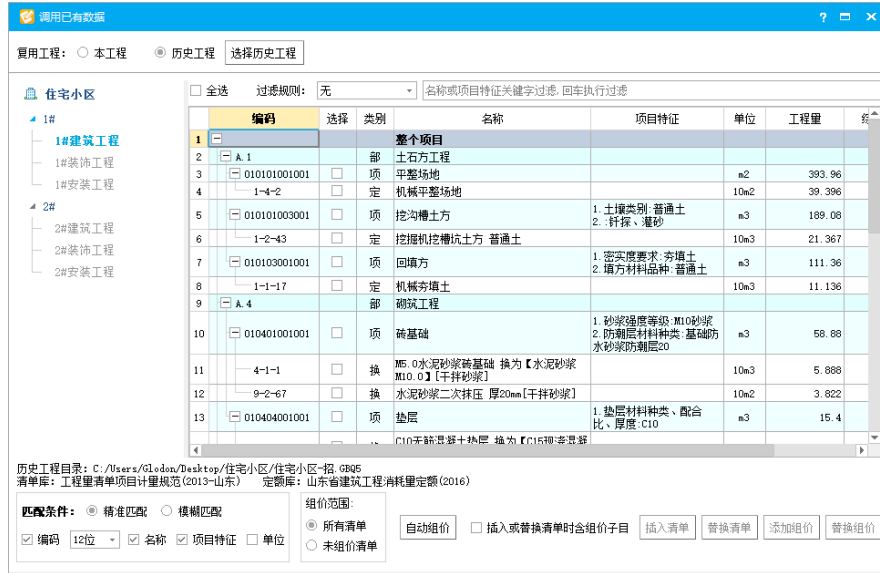 调用已有数据
复用工程: 本工程 历史工程 选择历史工程
住宅小区
1#
1#建筑工程
1#装饰工程
1#安装工程
2#
2#建筑工程
2#装饰工程
2#安装工程
全选 过滤规则: 无 名称或项目特征关键字过滤, 回车执行过滤
编码 选择 类别 名称 项目特征 单位 工程量
1 整个项目
2 A.1 部 土石方工程
3 010101001001 项 平整场地 m2 393.96
4 1-4-2 定 机械平整场地 10m2 39.396
5 010101003001 项 挖沟槽土方 1.土壤类别:普通土 m3 189.08
2.:钎探、灌砂
6 1-2-43 定 挖掘机挖槽坑土方 普通土 10m3 21.367
7 010103001001 项 回填方 1.密实度要求:夯填土 m3 111.36
2.填方材料品种:普通土
8 1-1-17 定 机械夯填土 10m3 11.136
9 A.4 部 砌筑工程
10 010401001001 项 砖基础 1.砂浆强度等级:M10砂浆 m3 58.88
2.防潮层材料种类:基础防
水砂浆防潮层20
11 4-1-1 换 M5.0水泥砂浆砖基础 换为【水泥砂浆 10m3 5.888
M10.0】[干拌砂浆]
12 9-2-67 换 水泥砂浆二次抹压 厚20mm[干拌砂浆] 10m2 3.822
13 010404001001 项 垫层 1.垫层材料种类、配合 m3 15.4
比、厚度:C10
C10无筋混凝土垫层 换为【C15现浇混凝
历史工程目录: C:/Users/Glodon/Desktop/住宅小区/住宅小区-招.GBQ5
清单库: 工程量清单项目计量规范(2013-山东) 定额库: 山东省建筑工程消耗量定额(2016)
匹配条件: 精准匹配 模糊匹配
编码 12位 名称 项目特征 单位
组价范围:
所有清单
未组价清单
自动组价 插入或替换清单时含组价子目 插入清单 替换清单 添加组价 替换组价